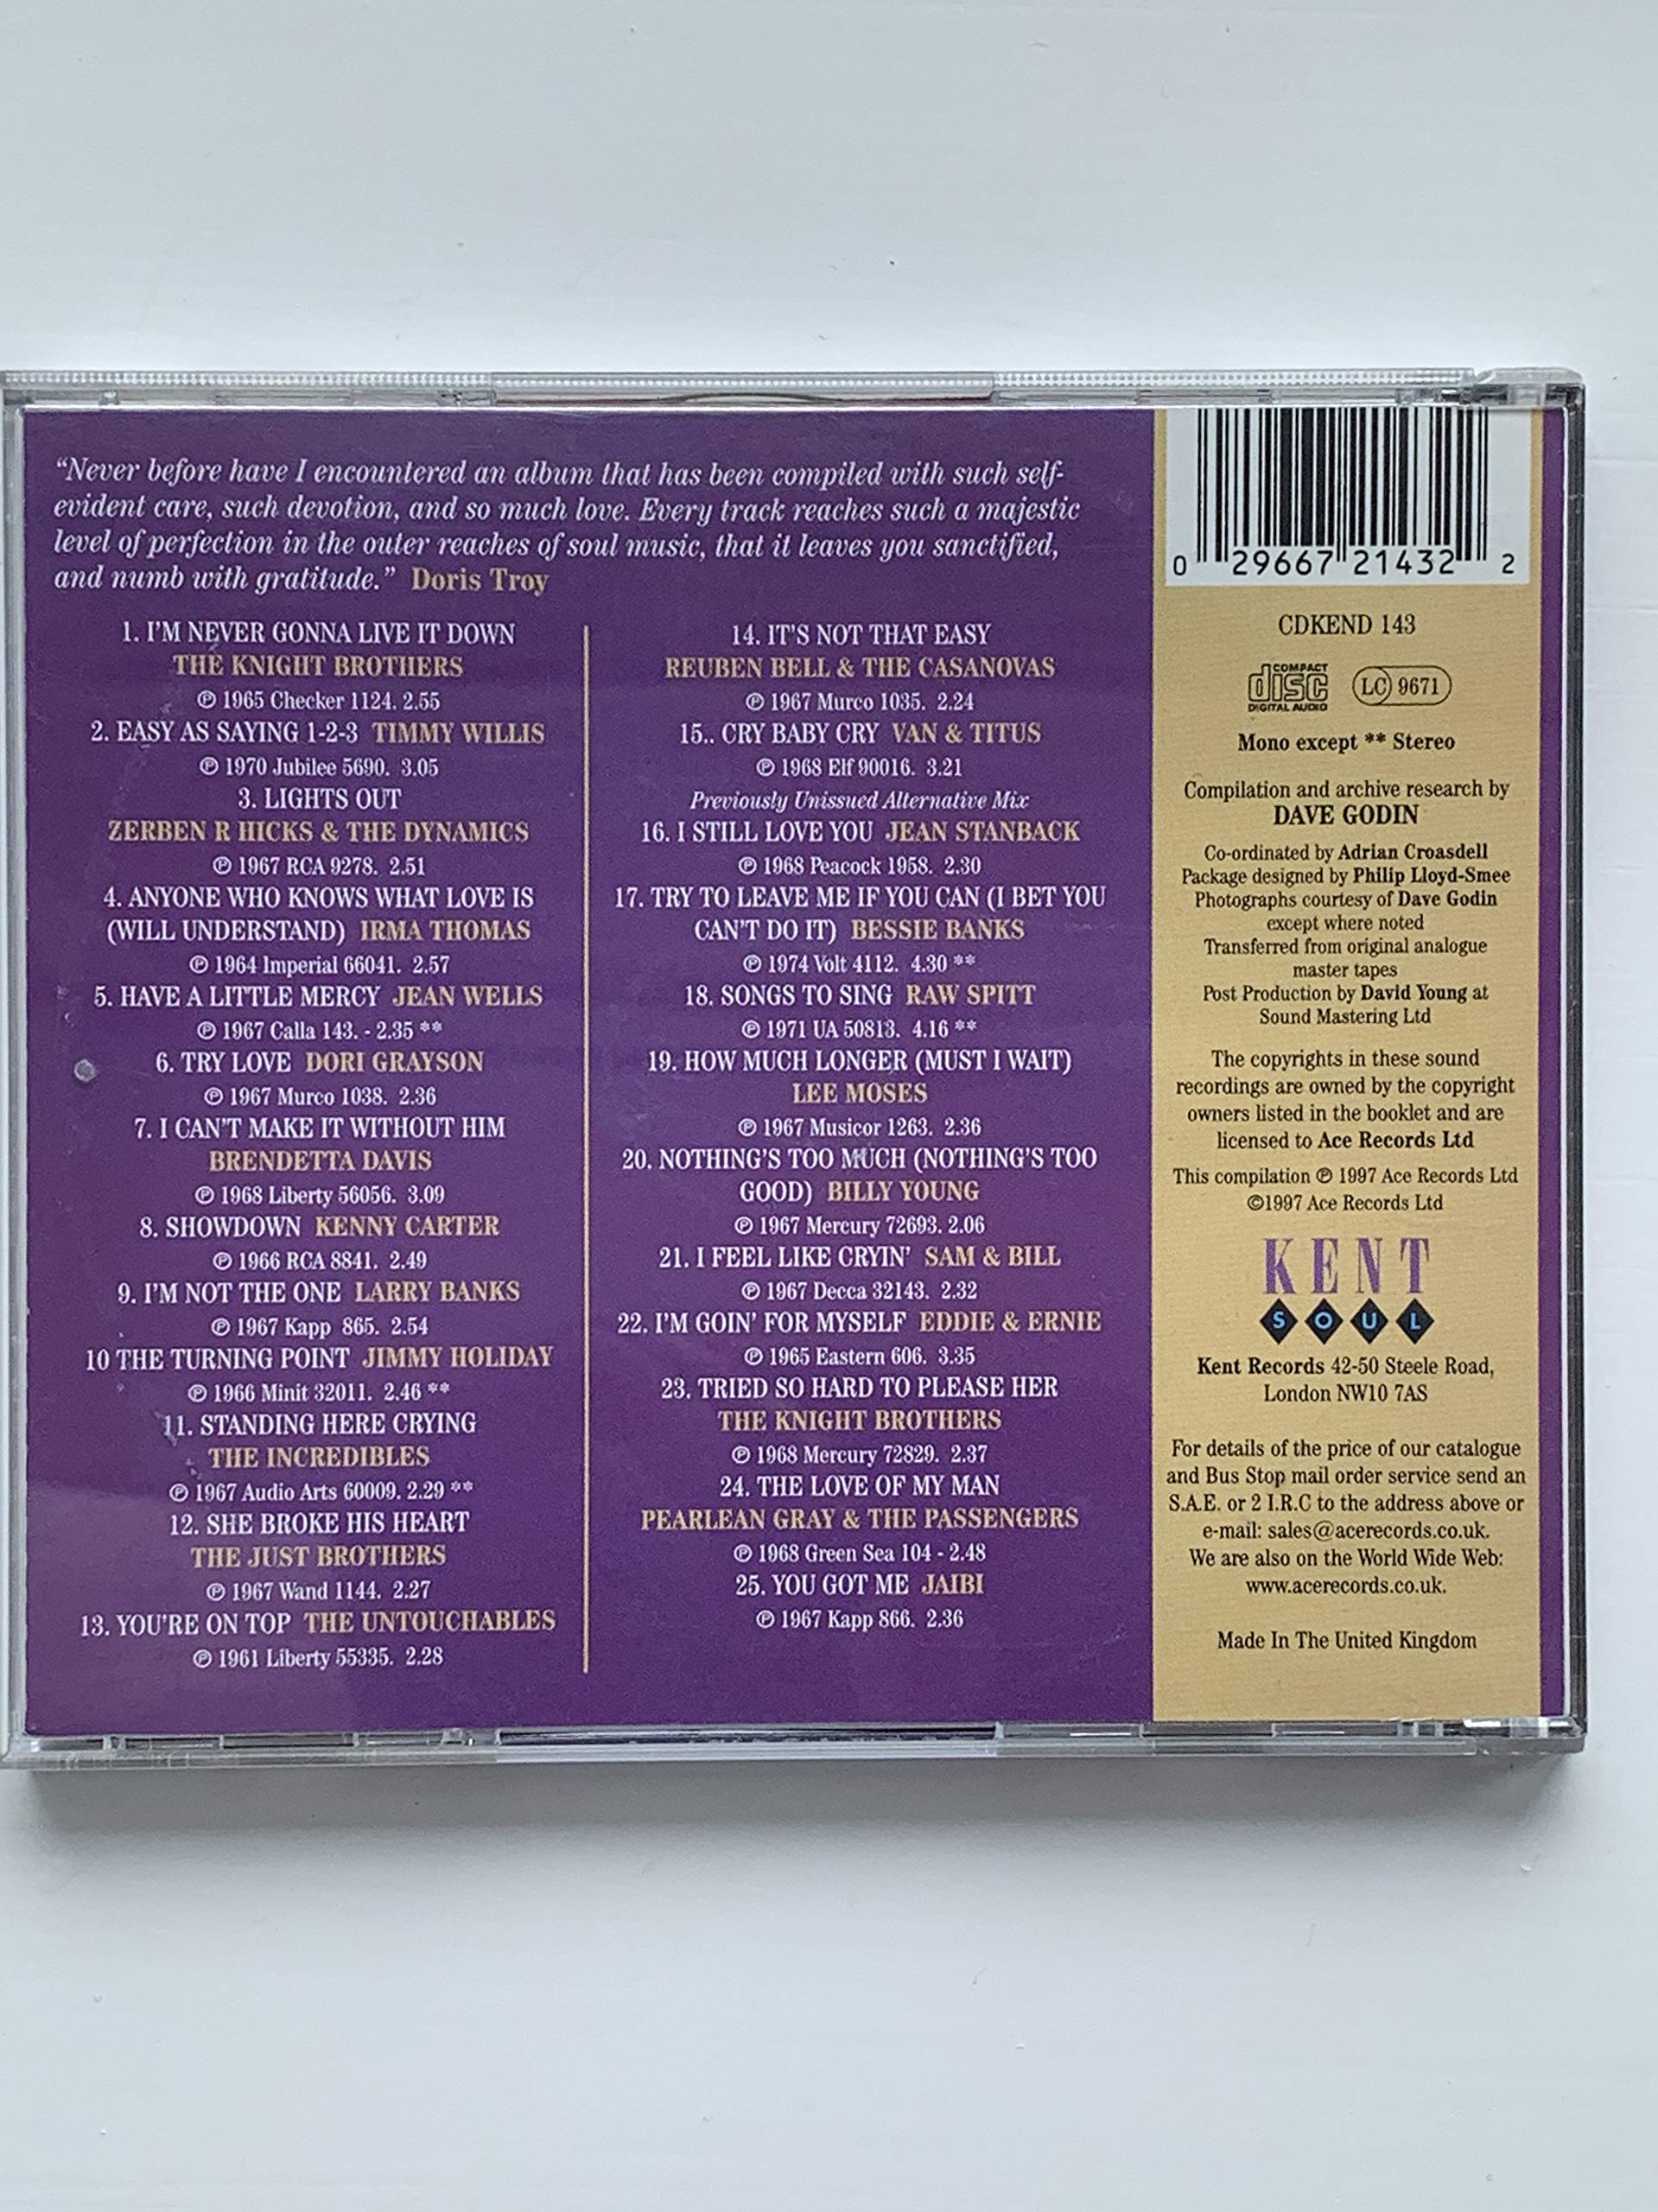 “Never before have I encountered an album that has been compiled with such self-
evident care, such devotion, and so much love. Every track reaches such a majestic
level of perfection in the outer reaches of soul music, that it leaves you sanctified,
and numb with gratitude.” Doris Troy
1. I'M NEVER GONNA LIVE IT DOWN
THE KNIGHT BROTHERS
℗ 1965 Checker 1124. 2.55
2. EASY AS SAYING 1-2-3 TIMMY WILLIS
℗ 1970 Jubilee 5690. 3.05
3. LIGHTS OUT
ZERBEN R HICKS & THE DYNAMICS
℗ 1967 RCA 9278. 2.51
4. ANYONE WHO KNOWS WHAT LOVE IS
(WILL UNDERSTAND) IRMA THOMAS
℗ 1964 Imperial 66041. 2.57
5. HAVE A LITTLE MERCY JEAN WELLS
℗ 1967 Calla 143. - 2.35 **
6. TRY LOVE DORI GRAYSON
℗ 1967 Murco 1038. 2.36
7. I CAN'T MAKE IT WITHOUT HIM
BRENDETTA DAVIS
℗ 1968 Liberty 56056. 3.09
8. SHOWDOWN KENNY CARTER
℗ 1966 RCA 8841. 2.49
9. I'M NOT THE ONE LARRY BANKS
℗ 1967 Kapp 865. 2.54
10 THE TURNING POINT JIMMY HOLIDAY
℗ 1966 Minit 32011. 2.46 **
11. STANDING HERE CRYING
THE INCREDIBLES
℗ 1967 Audio Arts 60009. 2.29 **
12. SHE BROKE HIS HEART
THE JUST BROTHERS
℗ 1967 Wand 1144. 2.27
13. YOU'RE ON TOP THE UNTOUCHABLES
℗ 1961 Liberty 55335. 2.28
14. IT'S NOT THAT EASY
REUBEN BELL & THE CASANOVAS
℗ 1967 Murco 1035. 2.24
15.. CRY BABY CRY VAN & TITUS
℗ 1968 Elf 90016. 3.21
Previously Unissued Alternative Mix
16. I STILL LOVE YOU JEAN STANBACK
℗ 1968 Peacock 1958. 2.30
17. TRY TO LEAVE ME IF YOU CAN (I BET YOU
CAN'T DO IT) BESSIE BANKS
℗ 1974 Volt 4112. 4.30 **
18. SONGS TO SING RAW SPITT
℗ 1971 UA 50813. 4.16 **
19. HOW MUCH LONGER (MUST I WAIT)
LEE MOSES
℗ 1967 Musicor 1263. 2.36
20. NOTHING'S TOO MUCH (NOTHING'S TOO
GOOD) BILLY YOUNG
℗ 1967 Mercury 72693. 2.06
21. I FEEL LIKE CRYIN' SAM & BILL
℗ 1967 Decca 32143. 2.32
22. I'M GOIN' FOR MYSELF EDDIE & ERNIE
℗ 1965 Eastern 606. 3.35
23. TRIED SO HARD TO PLEASE HER
THE KNIGHT BROTHERS
℗ 1968 Mercury 72829. 2.37
24. THE LOVE OF MY MAN
PEARLEAN GRAY & THE PASSENGERS
℗ 1968 Green Sea 104 - 2.48
25. YOU GOT ME JAIBI
℗ 1967 Kapp 866. 2.36
0 29667 21432 2
CDKEND 143
COMPACT
disc
DIGITAL AUDIO
LC 9671
Mono except ** Stereo
Compilation and archive research by
DAVE GODIN
Co-ordinated by Adrian Croasdell
Package designed by Philip Lloyd-Smee
Photographs courtesy of Dave Godin
except where noted
Transferred from original analogue
master tapes
Post Production by David Young at
Sound Mastering Ltd
The copyrights in these sound
recordings are owned by the copyright
owners listed in the booklet and are
licensed to Ace Records Ltd
This compilation ℗ 1997 Ace Records Ltd
©1997 Ace Records Ltd
KENT
SOUL
Kent Records 42-50 Steele Road,
London NW10 7AS
For details of the price of our catalogue
and Bus Stop mail order service send an
S.A.E. or 2 I.R.C to the address above or
e-mail: sales@acerecords.co.uk.
We are also on the World Wide Web:
www.acerecords.co.uk.
Made In The United Kingdom